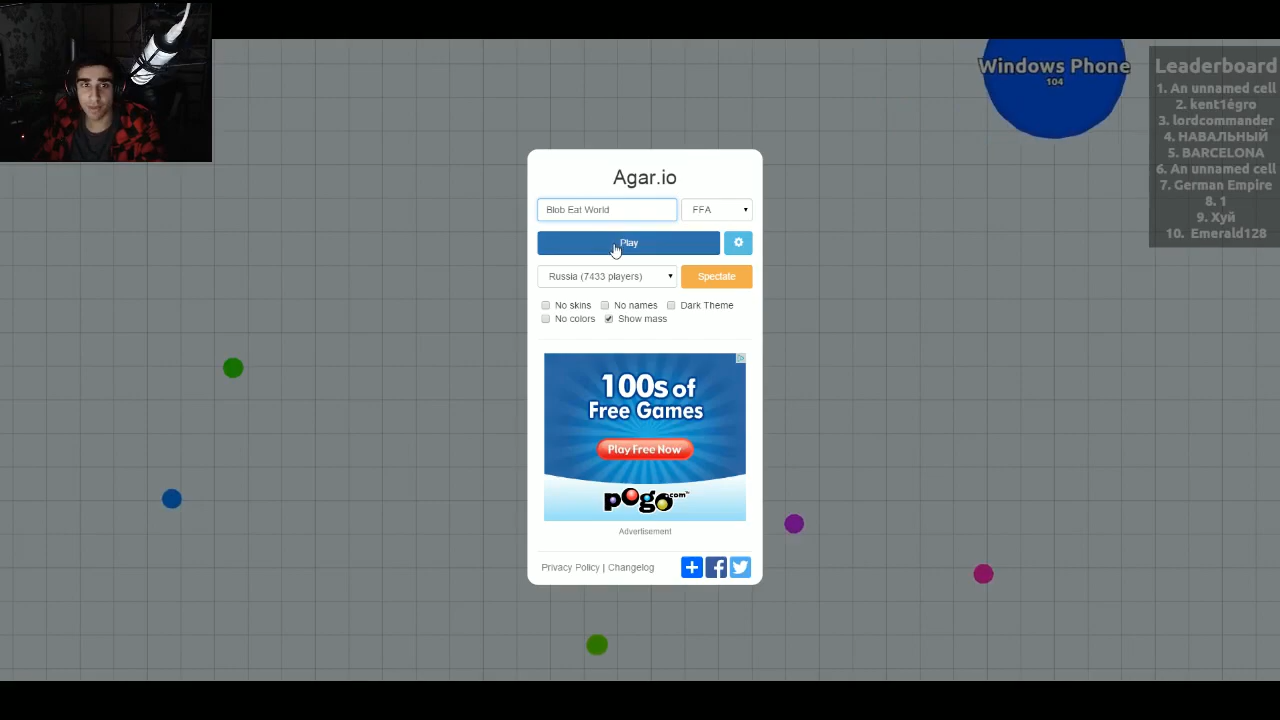 Windows Phone
104
Leaderboard
1. An unnamed cell
2. kent1égro
3. lordcommander
4. НАВАЛЬНЫЙ
5. BARCELONA
6. An unnamed cell
7. German Empire
8. 1
9. Хуй
10. Emerald128
Agar.io
Blob Eat World
FFA
Play
Russia (7433 players)
Spectate
No skins
No names
Dark Theme
No colors
Show mass
100s of
Free Games
Play Free Now
pogo.com™
Advertisement
Privacy Policy | Changelog